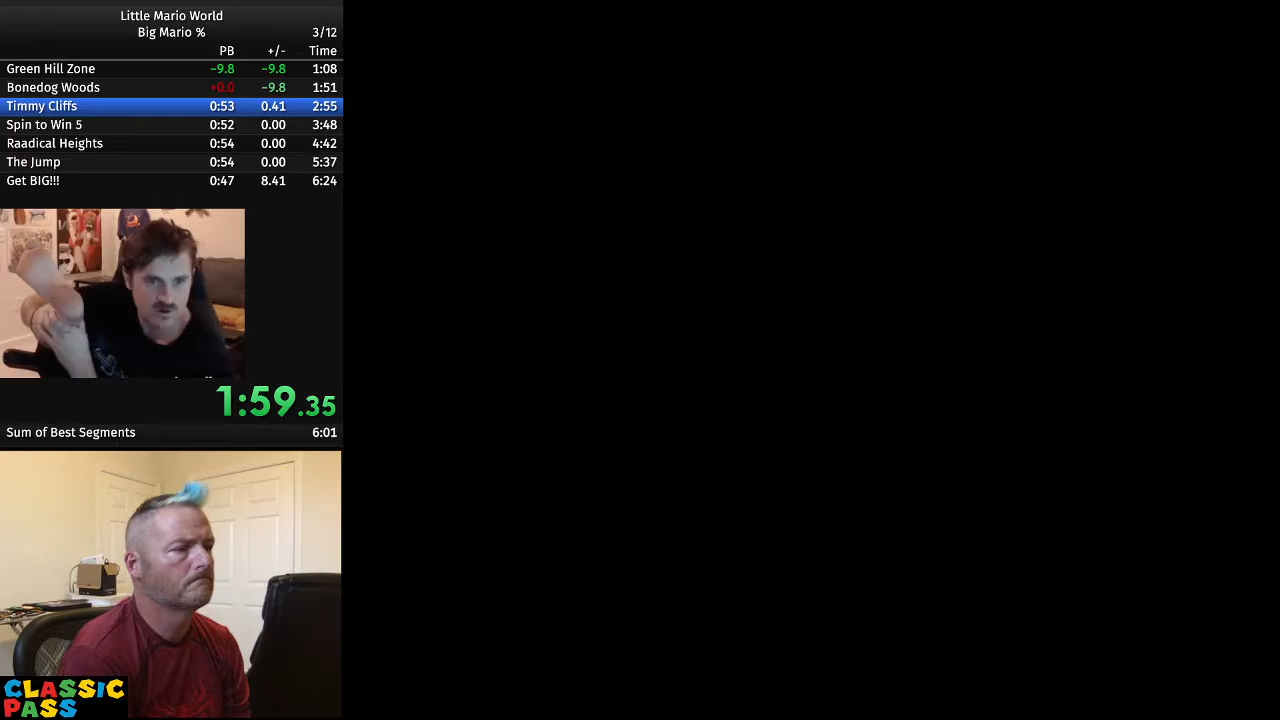 Little Mario World
Big Mario %
3/12
PB +/- Time
Green Hill Zone −9.8 −9.8 1:08
Bonedog Woods +0.0 −9.8 1:51
Timmy Cliffs 0:53 0.41 2:55
Spin to Win 5 0:52 0.00 3:48
Raadical Heights 0:54 0.00 4:42
The Jump 0:54 0.00 5:37
Get BIG!!! 0:47 8.41 6:24
1:59.35
Sum of Best Segments 6:01
CLASSIC
PASS